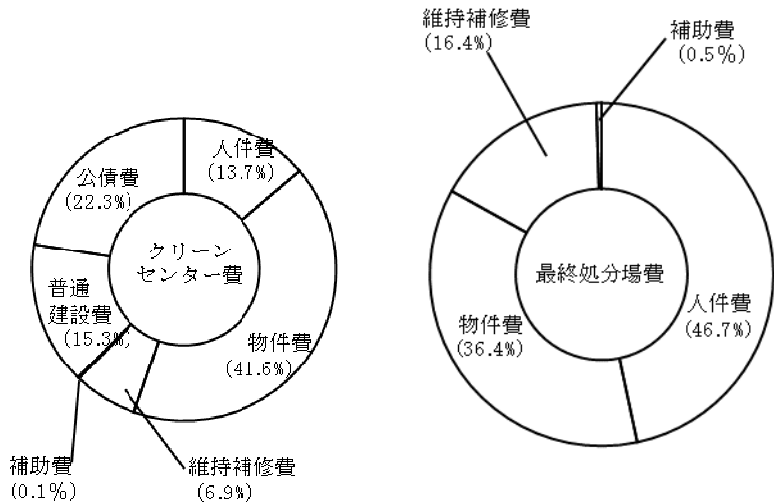 人件費
(13.7%)
物件費
(41.6%)
維持補修費
(6.9%)
補助費
(0.1%)
普通
建設費
(15.3%)
公債費
(22.3%)
クリーン
センター費
人件費
(46.7%)
物件費
(36.4%)
維持補修費
(16.4%)
補助費
(0.5%)
最終処分場費